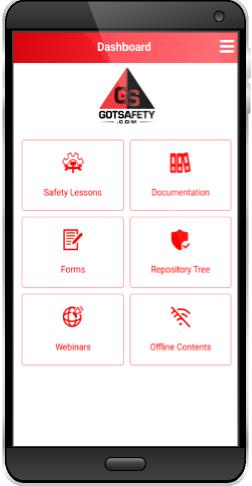 Dashboard
GS
GOTSAFETY
.COM
Safety Lessons
Documentation
Forms
Repository Tree
Webinars
Offline Contents